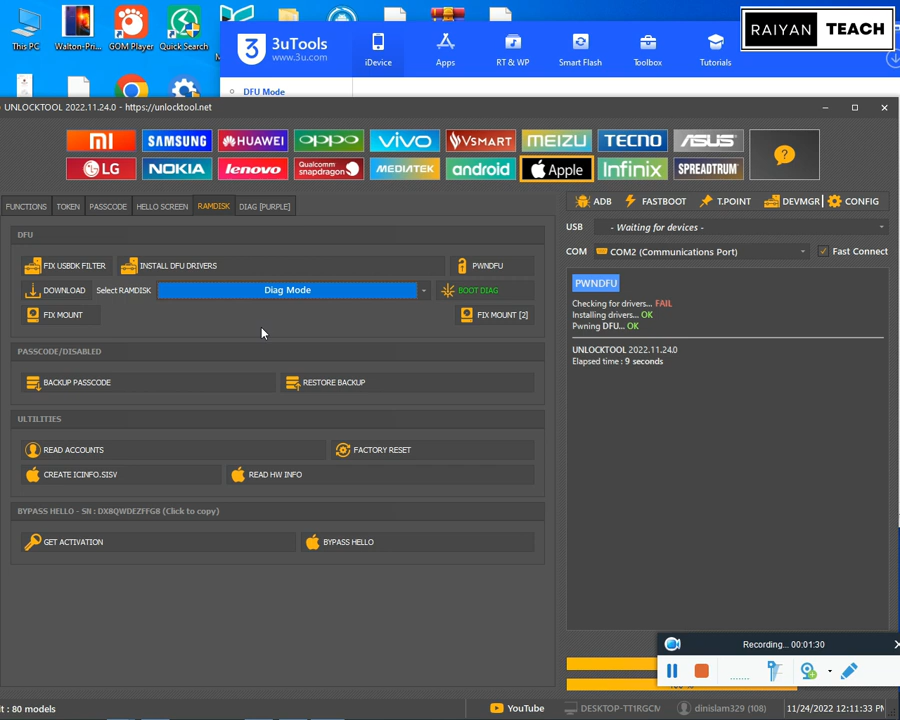 RAIYAN TEACH
This PC
Walton-Pri...
GOM Player
Quick Search
3uTools
www.3u.com
iDevice
Apps
RT & WP
Smart Flash
Toolbox
Tutorials
DFU Mode
UNLOCKTOOL 2022.11.24.0 - https://unlocktool.net
MI SAMSUNG HUAWEI oppo vivo VSMART MEIZU TECNO ASUS
LG NOKIA lenovo Qualcomm snapdragon MEDIATEK android Apple Infinix SPREADTRUM
FUNCTIONS TOKEN PASSCODE HELLO SCREEN RAMDISK DIAG [PURPLE]
ADB FASTBOOT T.POINT DEVMGR CONFIG
DFU
USB - Waiting for devices -
COM COM2 (Communications Port) Fast Connect
FIX USBDK FILTER INSTALL DFU DRIVERS PWNDFU
DOWNLOAD Select RAMDISK Diag Mode BOOT DIAG
FIX MOUNT FIX MOUNT [2]
PASSCODE/DISABLED
BACKUP PASSCODE RESTORE BACKUP
ULTILITIES
READ ACCOUNTS FACTORY RESET
CREATE ICINFO.SISV READ HW INFO
BYPASS HELLO - SN : DX8QWDEZFFG8 (Click to copy)
GET ACTIVATION BYPASS HELLO
PWNDFU
Checking for drivers... FAIL
Installing drivers... OK
Pwning DFU... OK
UNLOCKTOOL 2022.11.24.0
Elapsed time : 9 seconds
Recording... 00:01:30
t : 80 models
YouTube
DESKTOP-TT1RGCM
dinislam329 (108)
11/24/2022 12:11:33 PM